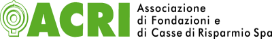 ACRI
Associazione
di Fondazioni e
di Casse di Risparmio Spa